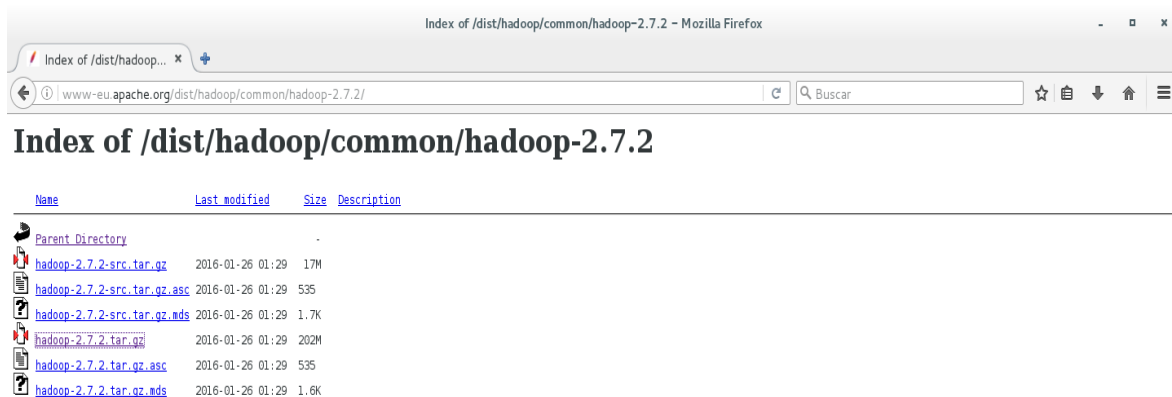 Index of /dist/hadoop/common/hadoop-2.7.2 - Mozilla Firefox
Index of /dist/hadoop...
www-eu.apache.org/dist/hadoop/common/hadoop-2.7.2/ Buscar
Index of /dist/hadoop/common/hadoop-2.7.2
Name Last modified Size Description
Parent Directory -
hadoop-2.7.2-src.tar.gz 2016-01-26 01:29 17M
hadoop-2.7.2-src.tar.gz.asc 2016-01-26 01:29 535
hadoop-2.7.2-src.tar.gz.mds 2016-01-26 01:29 1.7K
hadoop-2.7.2.tar.gz 2016-01-26 01:29 202M
hadoop-2.7.2.tar.gz.asc 2016-01-26 01:29 535
hadoop-2.7.2.tar.gz.mds 2016-01-26 01:29 1.6K